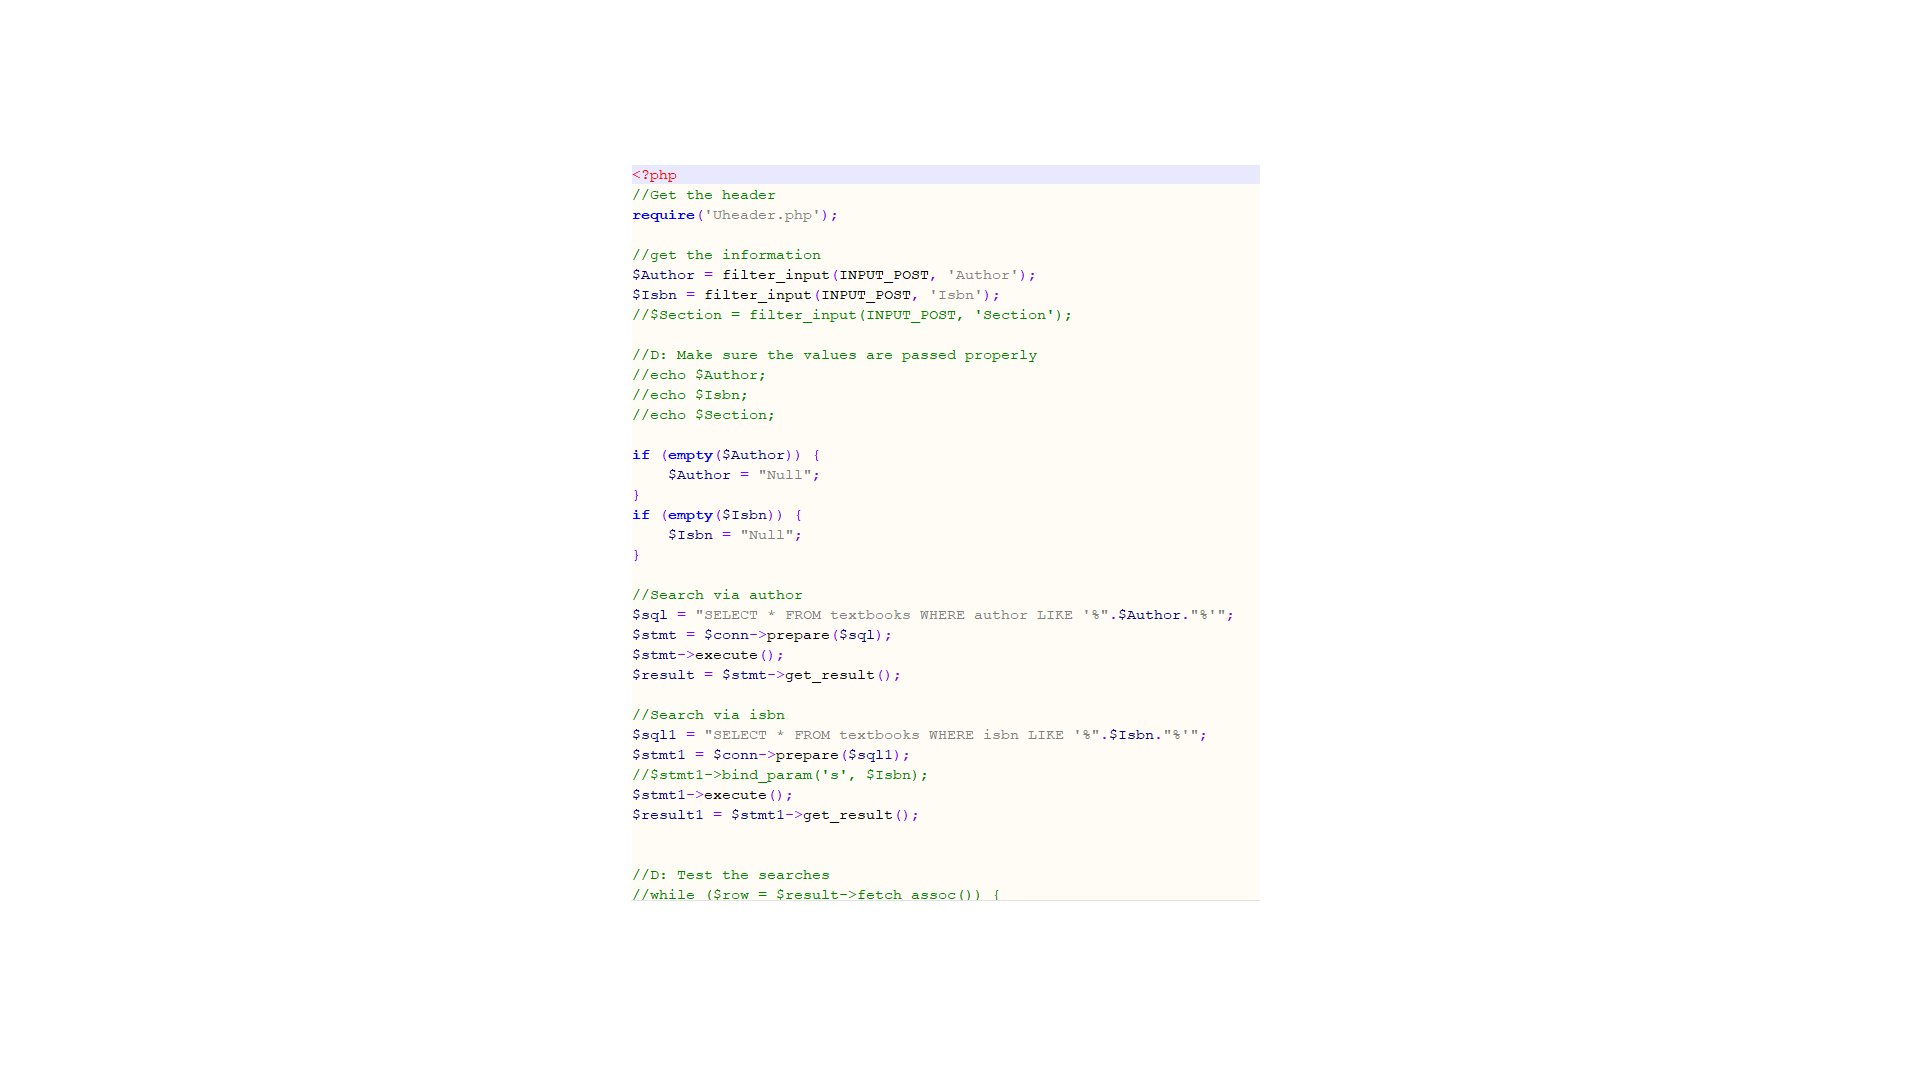 <?php
//Get the header
require('Uheader.php');
//get the information
$Author = filter_input(INPUT_POST, 'Author');
$Isbn = filter_input(INPUT_POST, 'Isbn');
//$Section = filter_input(INPUT_POST, 'Section');
//D: Make sure the values are passed properly
//echo $Author;
//echo $Isbn;
//echo $Section;
if (empty($Author)) {
    $Author = "Null";
}
if (empty($Isbn)) {
    $Isbn = "Null";
}
//Search via author
$sql = "SELECT * FROM textbooks WHERE author LIKE '%".$Author."%'";
$stmt = $conn->prepare($sql);
$stmt->execute();
$result = $stmt->get_result();
//Search via isbn
$sql1 = "SELECT * FROM textbooks WHERE isbn LIKE '%".$Isbn."%'";
$stmt1 = $conn->prepare($sql1);
//$stmt1->bind_param('s', $Isbn);
$stmt1->execute();
$result1 = $stmt1->get_result();
//D: Test the searches
//while ($row = $result->fetch_assoc()) {